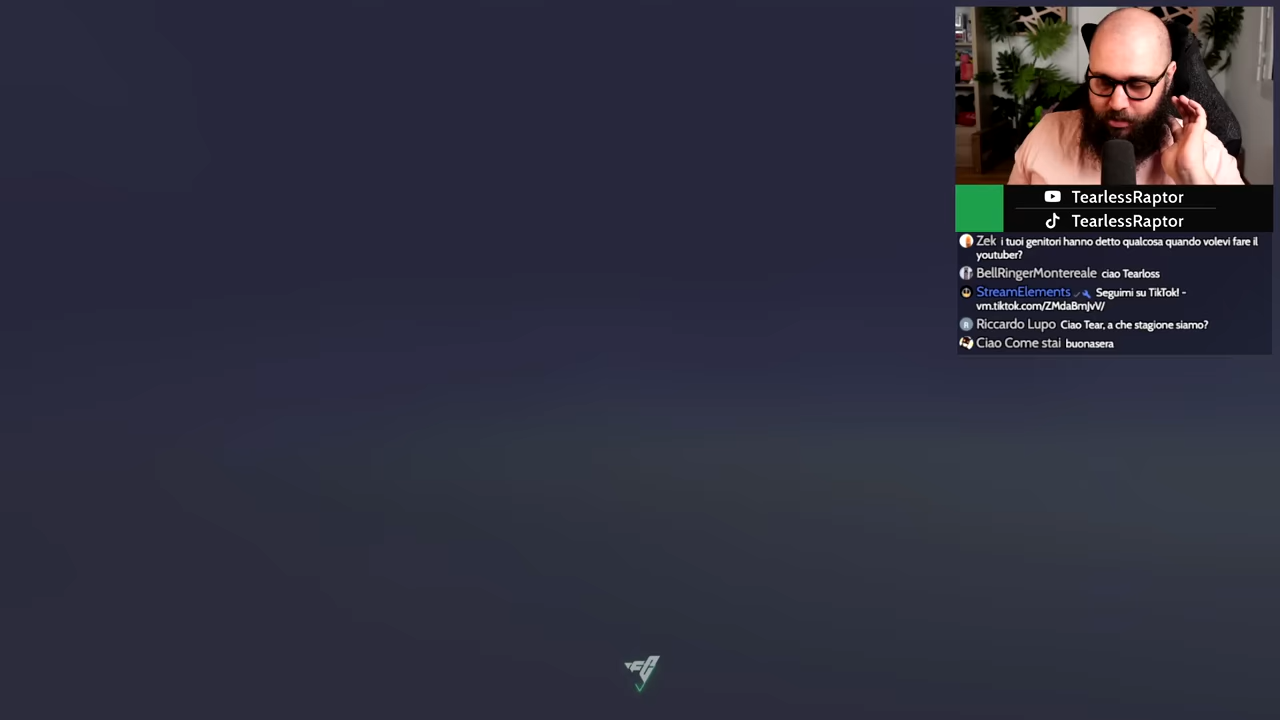 TearlessRaptor
TearlessRaptor
Zek i tuoi genitori hanno detto qualcosa quando volevi fare il
youtuber?
BellRingerMontereale ciao Tearloss
StreamElements Seguimi su TikTok! -
vm.tiktok.com/ZMdaBmJvV/
R Riccardo Lupo Ciao Tear, a che stagione siamo?
Ciao Come stai buonasera